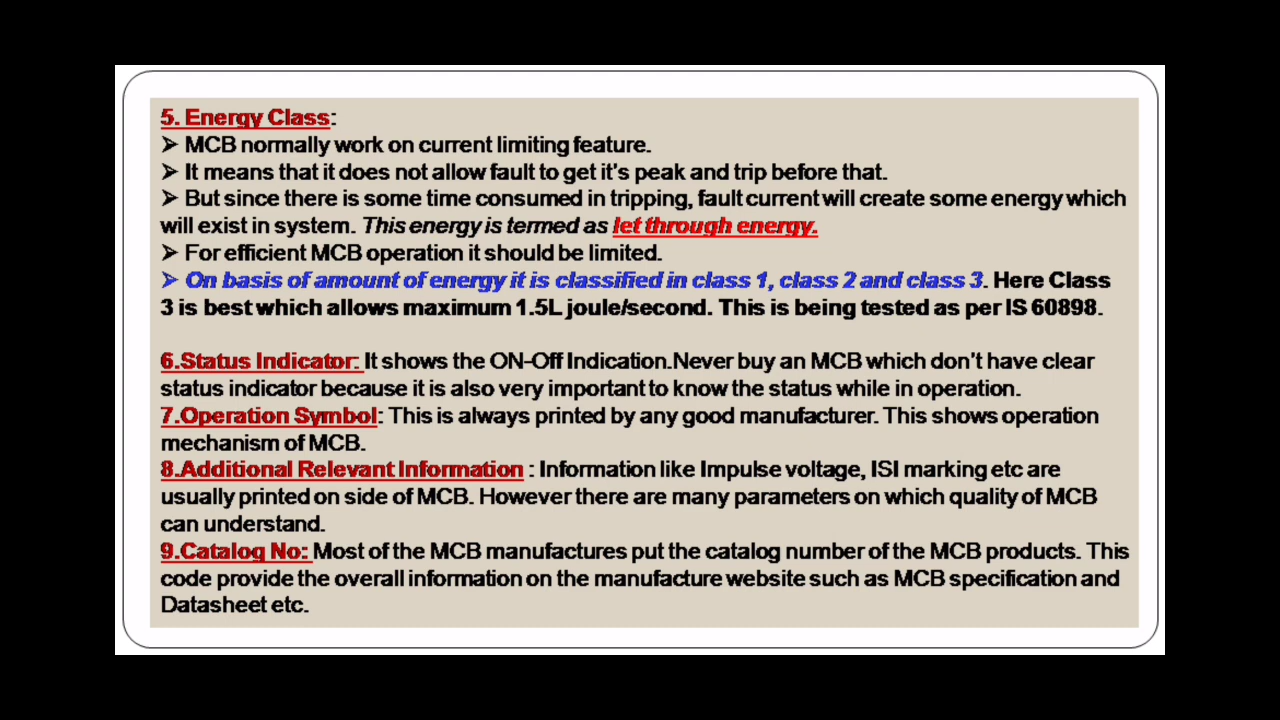 5. Energy Class:
➢ MCB normally work on current limiting feature.
➢ It means that it does not allow fault to get it's peak and trip before that.
➢ But since there is some time consumed in tripping, fault current will create some energy which
will exist in system. This energy is termed as let through energy.
➢ For efficient MCB operation it should be limited.
➢ On basis of amount of energy it is classified in class 1, class 2 and class 3. Here Class
3 is best which allows maximum 1.5L joule/second. This is being tested as per IS 60898.
6.Status Indicator: It shows the ON-Off Indication.Never buy an MCB which don't have clear
status indicator because it is also very important to know the status while in operation.
7.Operation Symbol: This is always printed by any good manufacturer. This shows operation
mechanism of MCB.
8.Additional Relevant Information : Information like Impulse voltage, ISI marking etc are
usually printed on side of MCB. However there are many parameters on which quality of MCB
can understand.
9.Catalog No: Most of the MCB manufactures put the catalog number of the MCB products. This
code provide the overall information on the manufacture website such as MCB specification and
Datasheet etc.